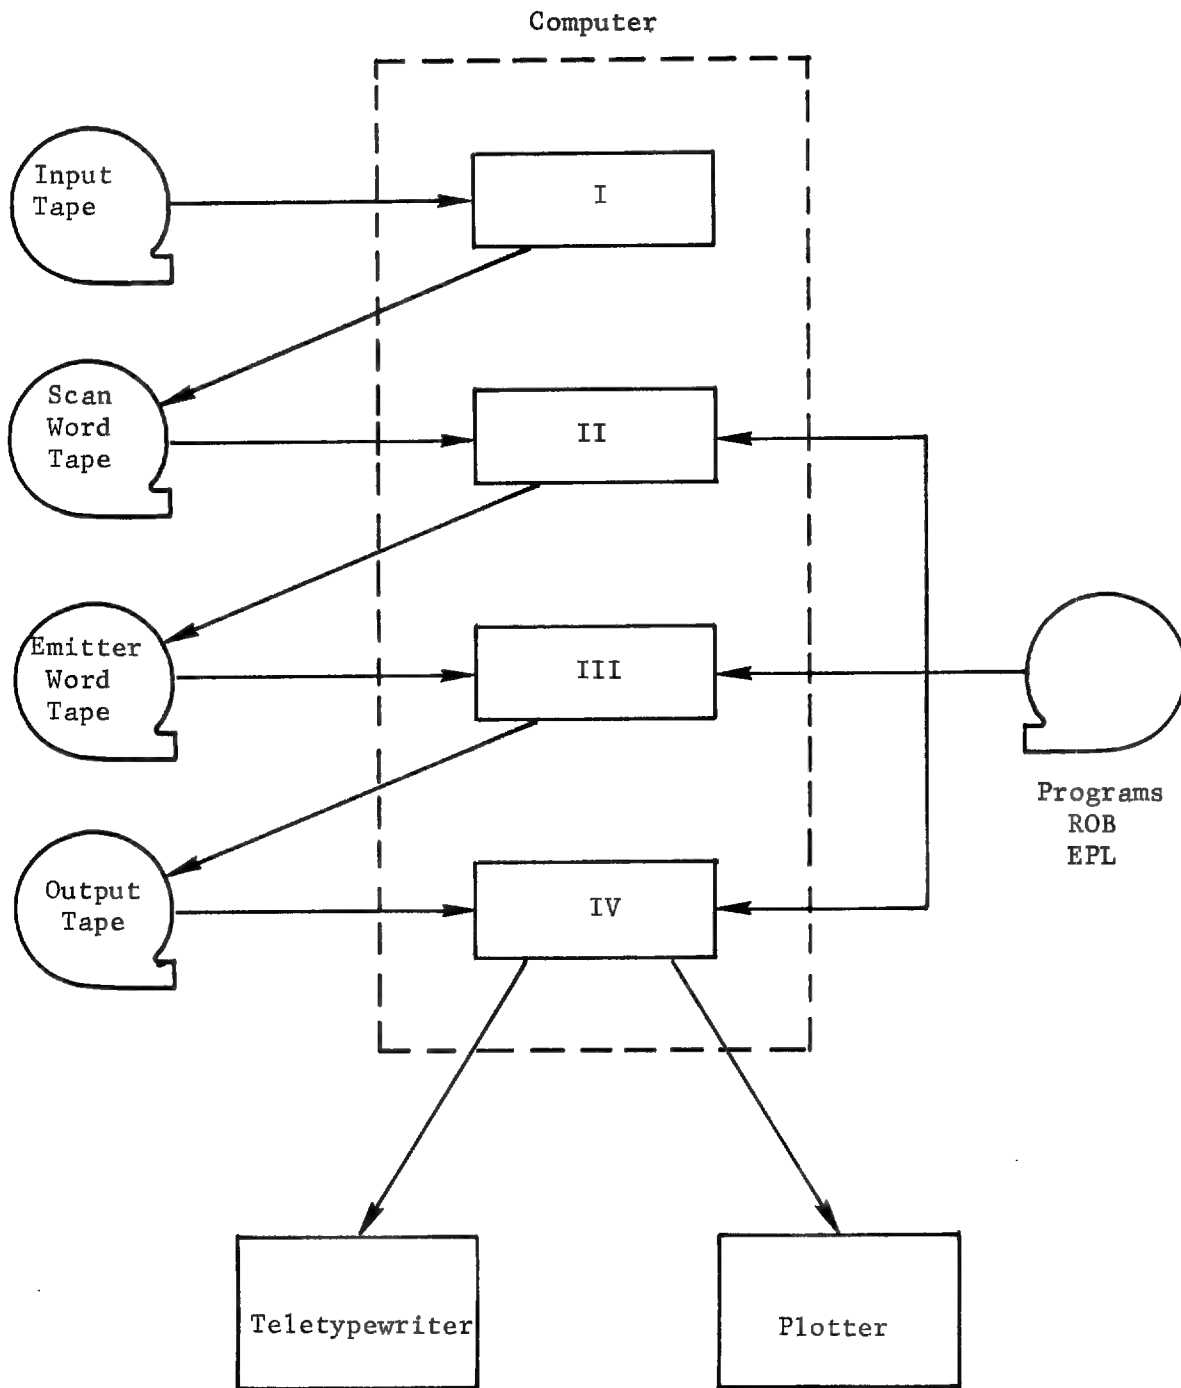 Computer
Input
Tape
I
Scan
Word
Tape
II
Emitter
Word
Tape
III
Programs
ROB
EPL
Output
Tape
IV
Teletypewriter
Plotter